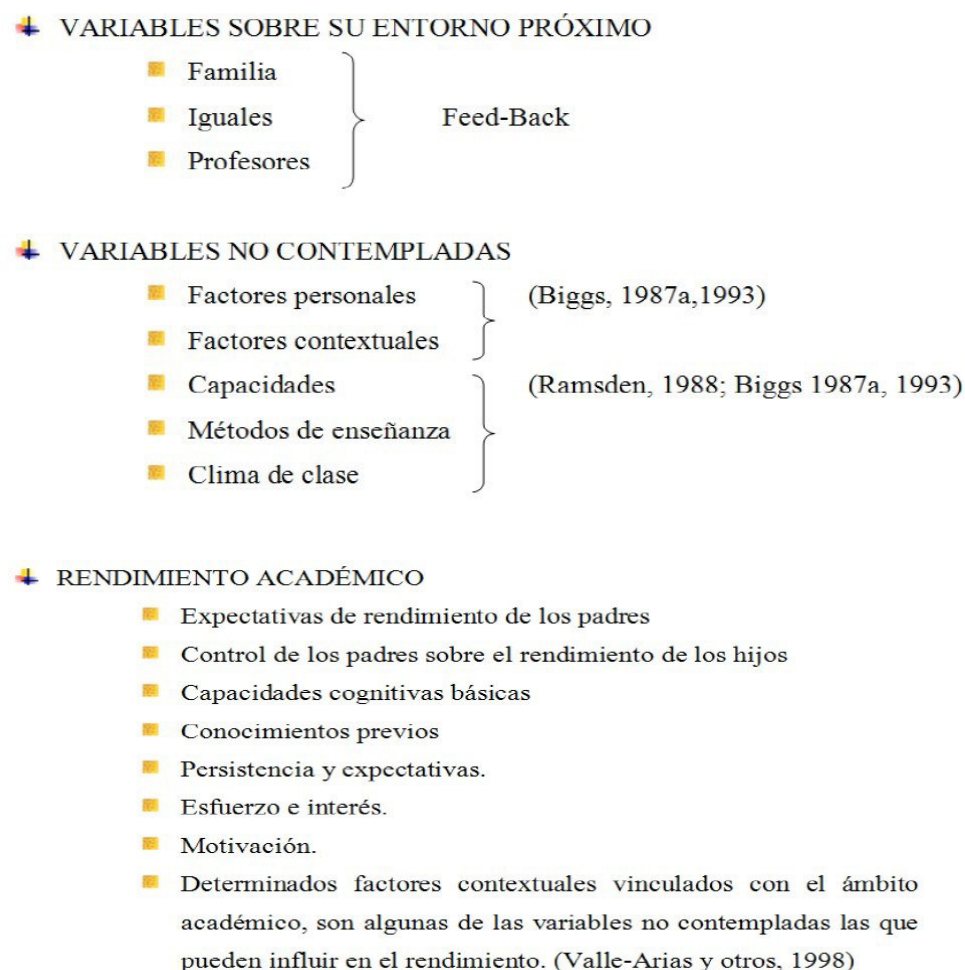 VARIABLES SOBRE SU ENTORNO PRÓXIMO
Familia
Iguales Feed-Back
Profesores
VARIABLES NO CONTEMPLADAS
Factores personales (Biggs, 1987a,1993)
Factores contextuales
Capacidades (Ramsden, 1988; Biggs 1987a, 1993)
Métodos de enseñanza
Clima de clase
RENDIMIENTO ACADÉMICO
Expectativas de rendimiento de los padres
Control de los padres sobre el rendimiento de los hijos
Capacidades cognitivas básicas
Conocimientos previos
Persistencia y expectativas.
Esfuerzo e interés.
Motivación.
Determinados factores contextuales vinculados con el ámbito
académico, son algunas de las variables no contempladas las que
pueden influir en el rendimiento. (Valle-Arias y otros, 1998)